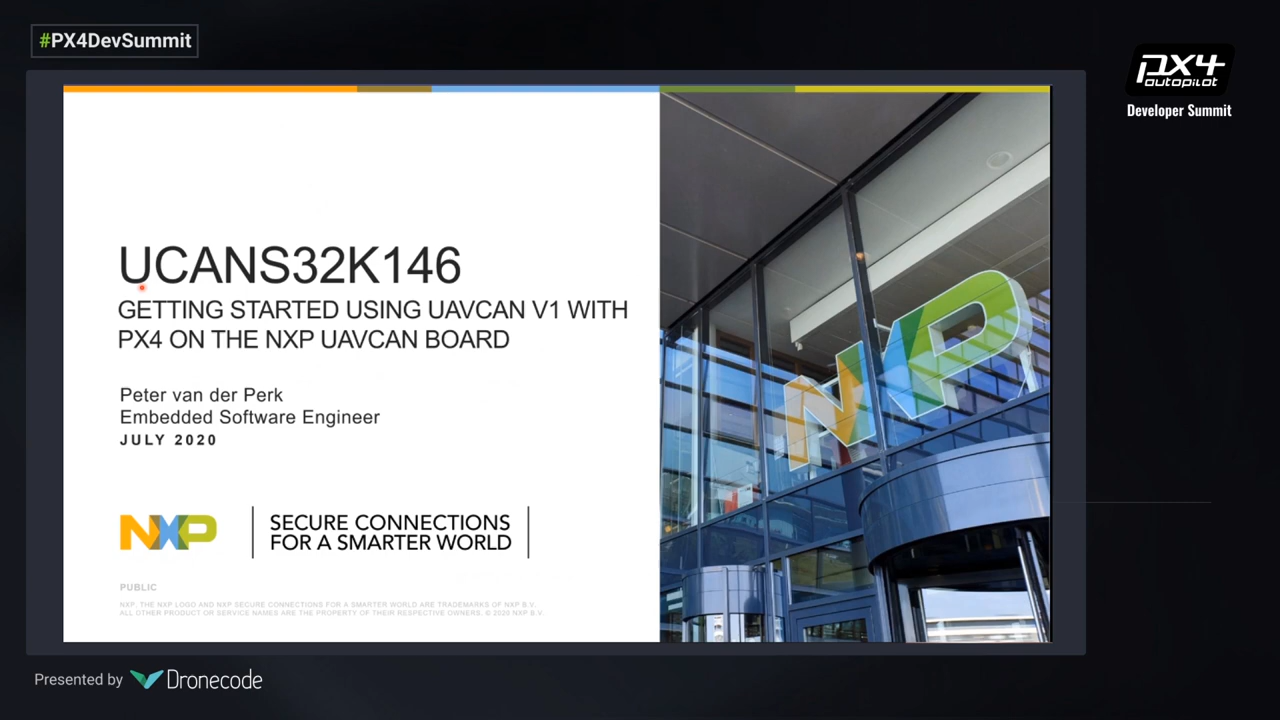 #PX4DevSummit
px4
autopilot
Developer Summit
UCANS32K146
GETTING STARTED USING UAVCAN V1 WITH
PX4 ON THE NXP UAVCAN BOARD
Peter van der Perk
Embedded Software Engineer
JULY 2020
NXP
SECURE CONNECTIONS
FOR A SMARTER WORLD
PUBLIC
NXP, THE NXP LOGO AND NXP SECURE CONNECTIONS FOR A SMARTER WORLD ARE TRADEMARKS OF NXP B.V.
ALL OTHER PRODUCT OR SERVICE NAMES ARE THE PROPERTY OF THEIR RESPECTIVE OWNERS. © 2020 NXP B.V.
NXP
Presented by Dronecode